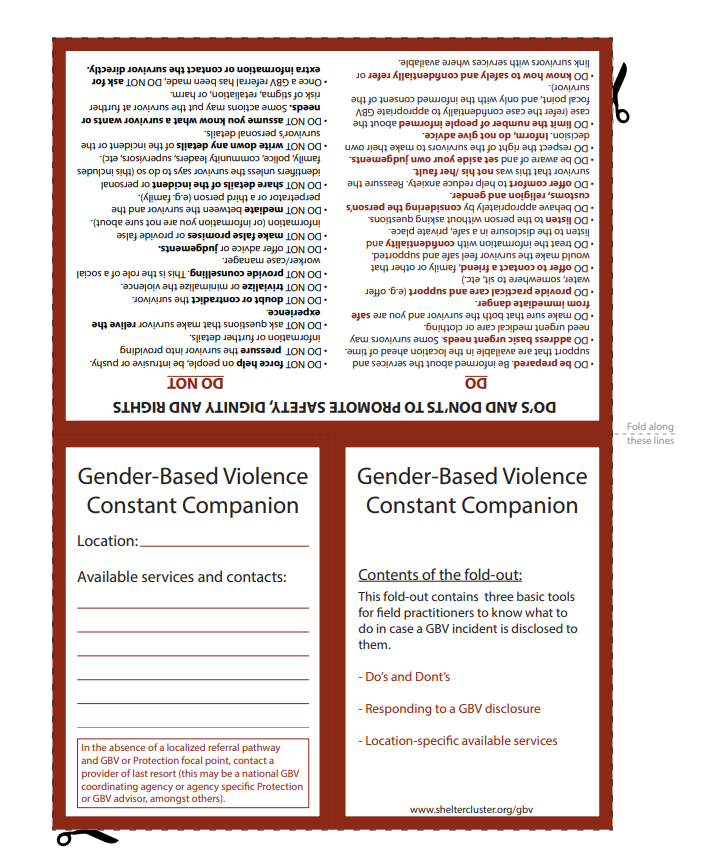 DO'S AND DON'TS TO PROMOTE SAFETY, DIGNITY AND RIGHTS
DO
• DO be prepared. Be informed about the services and
support that are available in the location ahead of time.
• DO address basic urgent needs. Some survivors may
need urgent medical care or clothing.
• DO make sure that both the survivor and you are safe
from immediate danger.
• DO provide practical care and support (e.g. offer
water, somewhere to sit, etc.)
• DO offer to contact a friend, family or other that
would make the survivor feel safe and supported.
• DO treat the information with confidentiality and
listen to the disclosure in a safe, private place.
• DO listen to the person without asking questions.
• DO behave appropriately by considering the person's
customs, religion and gender.
• DO offer comfort to help reduce anxiety. Reassure the
survivor that this was not his /her fault.
• DO be aware of and set aside your own judgements.
• DO respect the right of the survivors to make their own
decision. Inform, do not give advice.
• DO limit the number of people informed about the
case (refer the case confidentially to appropriate GBV
focal point, and only with the informed consent of the
survivor).
• DO know how to safely and confidentially refer or
link survivors with services where available.
DO NOT
• DO NOT force help on people, be intrusive or pushy.
• DO NOT pressure the survivor into providing
information or further details.
• DO NOT ask questions that make survivor relive the
experience.
• DO NOT doubt or contradict the survivor.
• DO NOT trivialize or minimalize the violence.
• DO NOT provide counselling. This is the role of a social
worker/case manager.
• DO NOT offer advice or judgements.
• DO NOT make false promises or provide false
information (or information you are not sure about).
• DO NOT mediate between the survivor and the
perpetrator or a third person (e.g. family).
• DO NOT share details of the incident or personal
identifiers unless the survivor says to do so (this includes
family, police, community leaders, supervisors, etc).
• DO NOT write down any details of the incident or the
survivor's personal details.
• DO NOT assume you know what a survivor wants or
needs. Some actions may put the survivor at further
risk of stigma, retaliation, or harm.
• Once a GBV referral has been made, DO NOT ask for
extra information or contact the survivor directly.
Fold along
these lines
Gender-Based Violence
Constant Companion
Location:
Available services and contacts:
In the absence of a localized referral pathway
and GBV or Protection focal point, contact a
provider of last resort (this may be a national GBV
coordinating agency or agency specific Protection
or GBV advisor, amongst others).
Gender-Based Violence
Constant Companion
Contents of the fold-out:
This fold-out contains three basic tools
for field practitioners to know what to
do in case a GBV incident is disclosed to
them.
- Do's and Dont's
- Responding to a GBV disclosure
- Location-specific available services
www.sheltercluster.org/gbv